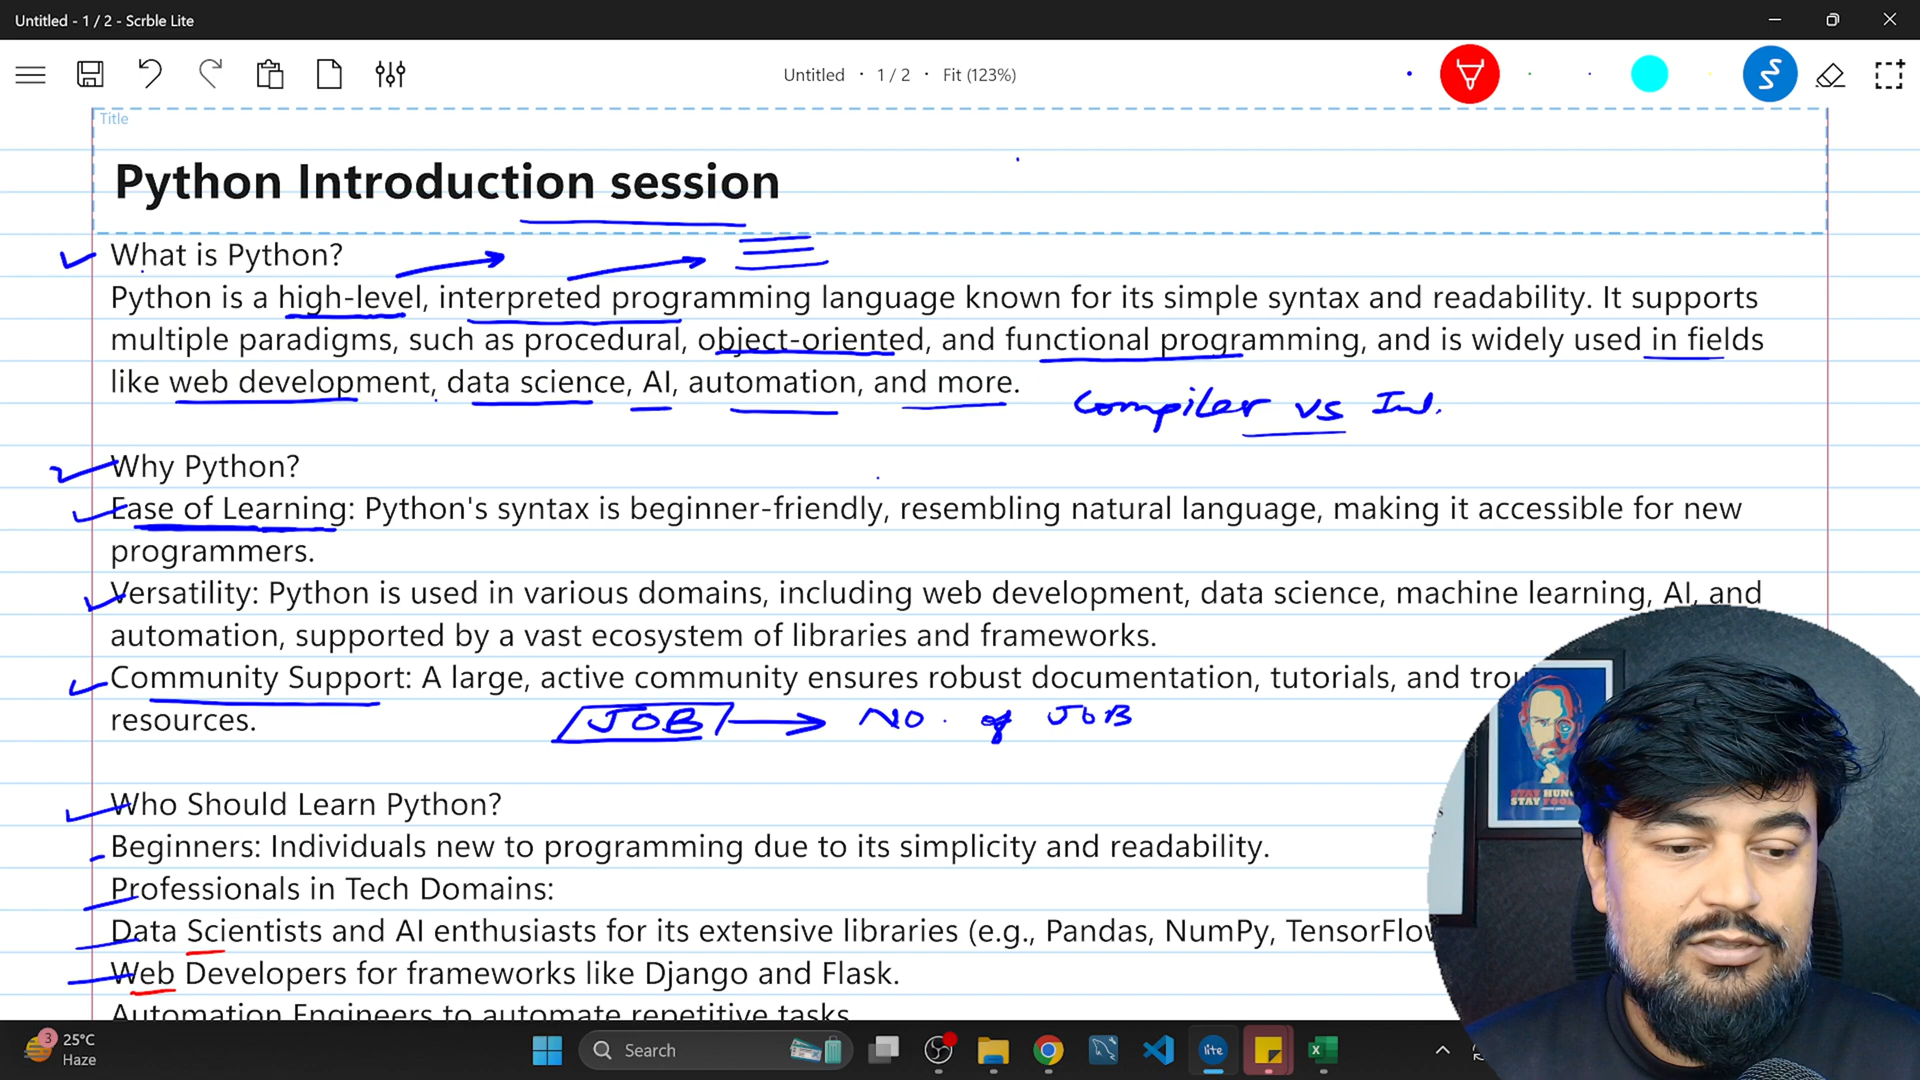 Untitled - 1 / 2 - Scrble Lite
Untitled · 1 / 2 · Fit (123%)
Title
Python Introduction session
What is Python?
Python is a high-level, interpreted programming language known for its simple syntax and readability. It supports
multiple paradigms, such as procedural, object-oriented, and functional programming, and is widely used in fields
like web development, data science, AI, automation, and more.
Compiler vs Int.
Why Python?
Ease of Learning: Python's syntax is beginner-friendly, resembling natural language, making it accessible for new
programmers.
Versatility: Python is used in various domains, including web development, data science, machine learning, AI, and
automation, supported by a vast ecosystem of libraries and frameworks.
Community Support: A large, active community ensures robust documentation, tutorials, and
resources.
JOB No. of JOB
STAY HUN
STAY FOO
Who Should Learn Python?
Beginners: Individuals new to programming due to its simplicity and readability.
Professionals in Tech Domains:
Data Scientists and AI enthusiasts for its extensive libraries (e.g., Pandas, NumPy, TensorFlow
Web Developers for frameworks like Django and Flask.
Automation Engineers to automate repetitive tasks
3
25°C
Haze
Search
lite